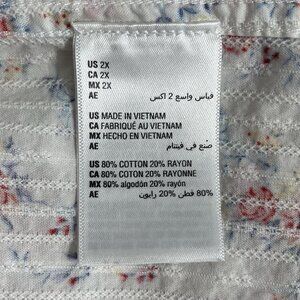 US 2X
CA 2X
MX 2X
AE قياس واسع 2 اكس
US MADE IN VIETNAM
CA FABRIQUÉ AU VIETNAM
MX HECHO EN VIETNAM
AE صنع في فيتنام
US 80% COTTON 20% RAYON
CA 80% COTON 20% RAYONNE
MX 80% algodón 20% rayón
AE 80% قطن 20% رايون